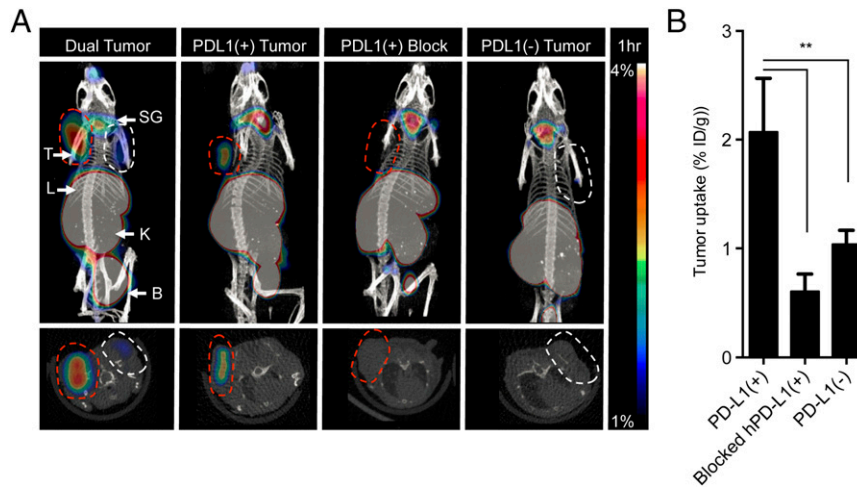 A
Dual Tumor
PDL1(+) Tumor
PDL1(+) Block
PDL1(-) Tumor
1hr
4%
SG
T
L
K
B
1%
B
Tumor uptake (% ID/g))
3
2
1
0
**
PD-L1(+)
Blocked hPD-L1(+)
PD-L1(-)